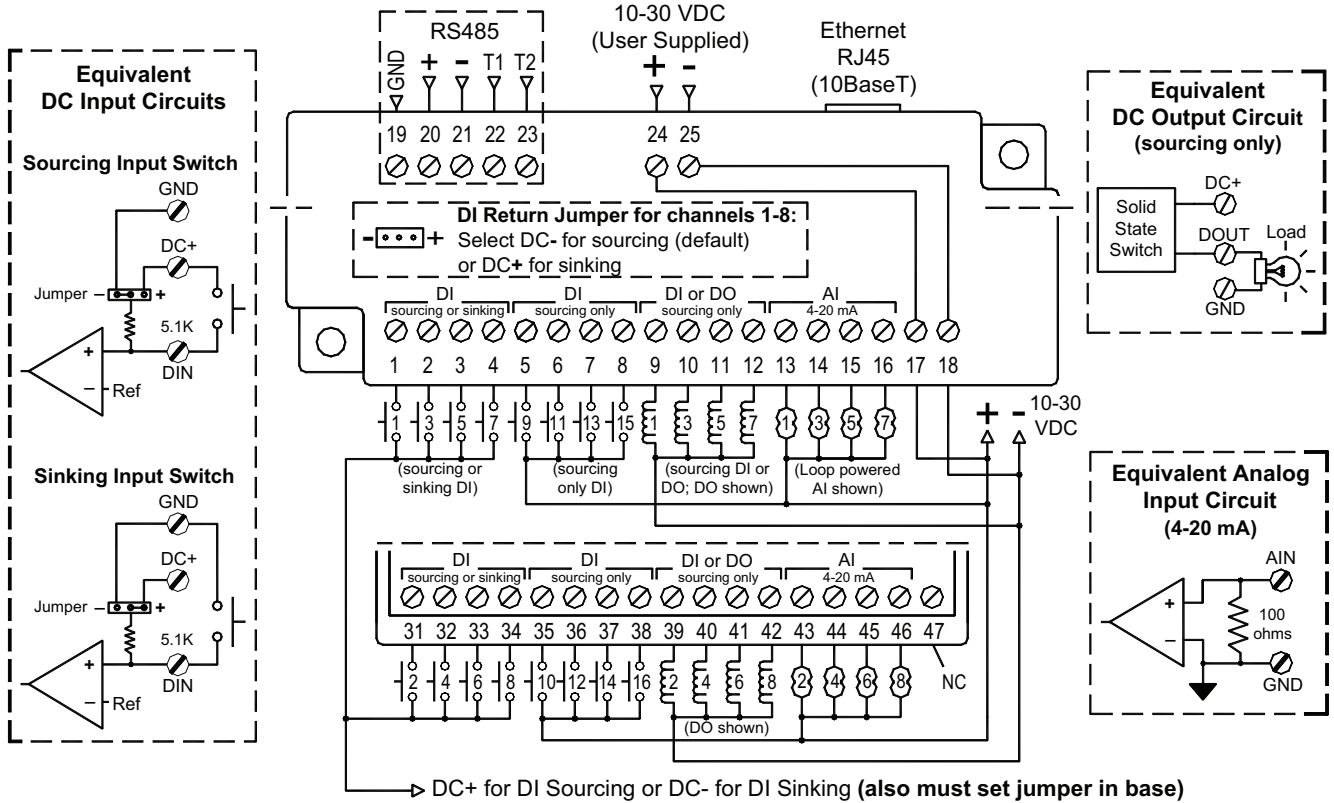 Equivalent
DC Input Circuits
Sourcing Input Switch
GND
DC+
Jumper - +
5.1K
+
DIN
- Ref
Sinking Input Switch
GND
DC+
Jumper - +
5.1K
+
DIN
- Ref
RS485
GND + - T1 T2
19 20 21 22 23
10-30 VDC
(User Supplied)
+ -
24 25
Ethernet
RJ45
(10BaseT)
DI Return Jumper for channels 1-8:
- + Select DC- for sourcing (default)
or DC+ for sinking
DI DI DI or DO AI
sourcing or sinking sourcing only sourcing only 4-20 mA
1 2 3 4 5 6 7 8 9 10 11 12 13 14 15 16 17 18
1 3 5 7 9 11 13 15 1 3 5 7 1 3 5 7
+ - 10-30
VDC
(sourcing or
sinking DI)
(sourcing
only DI)
(sourcing DI or
DO; DO shown)
(Loop powered
AI shown)
DI DI DI or DO AI
sourcing or sinking sourcing only sourcing only 4-20 mA
31 32 33 34 35 36 37 38 39 40 41 42 43 44 45 46 47
2 4 6 8 10 12 14 16 2 4 6 8 2 4 6 8 NC
(DO shown)
DC+ for DI Sourcing or DC- for DI Sinking (also must set jumper in base)
Equivalent
DC Output Circuit
(sourcing only)
Solid
State
Switch
DC+
DOUT
Load
GND
Equivalent Analog
Input Circuit
(4-20 mA)
AIN
+
-
100
ohms
GND